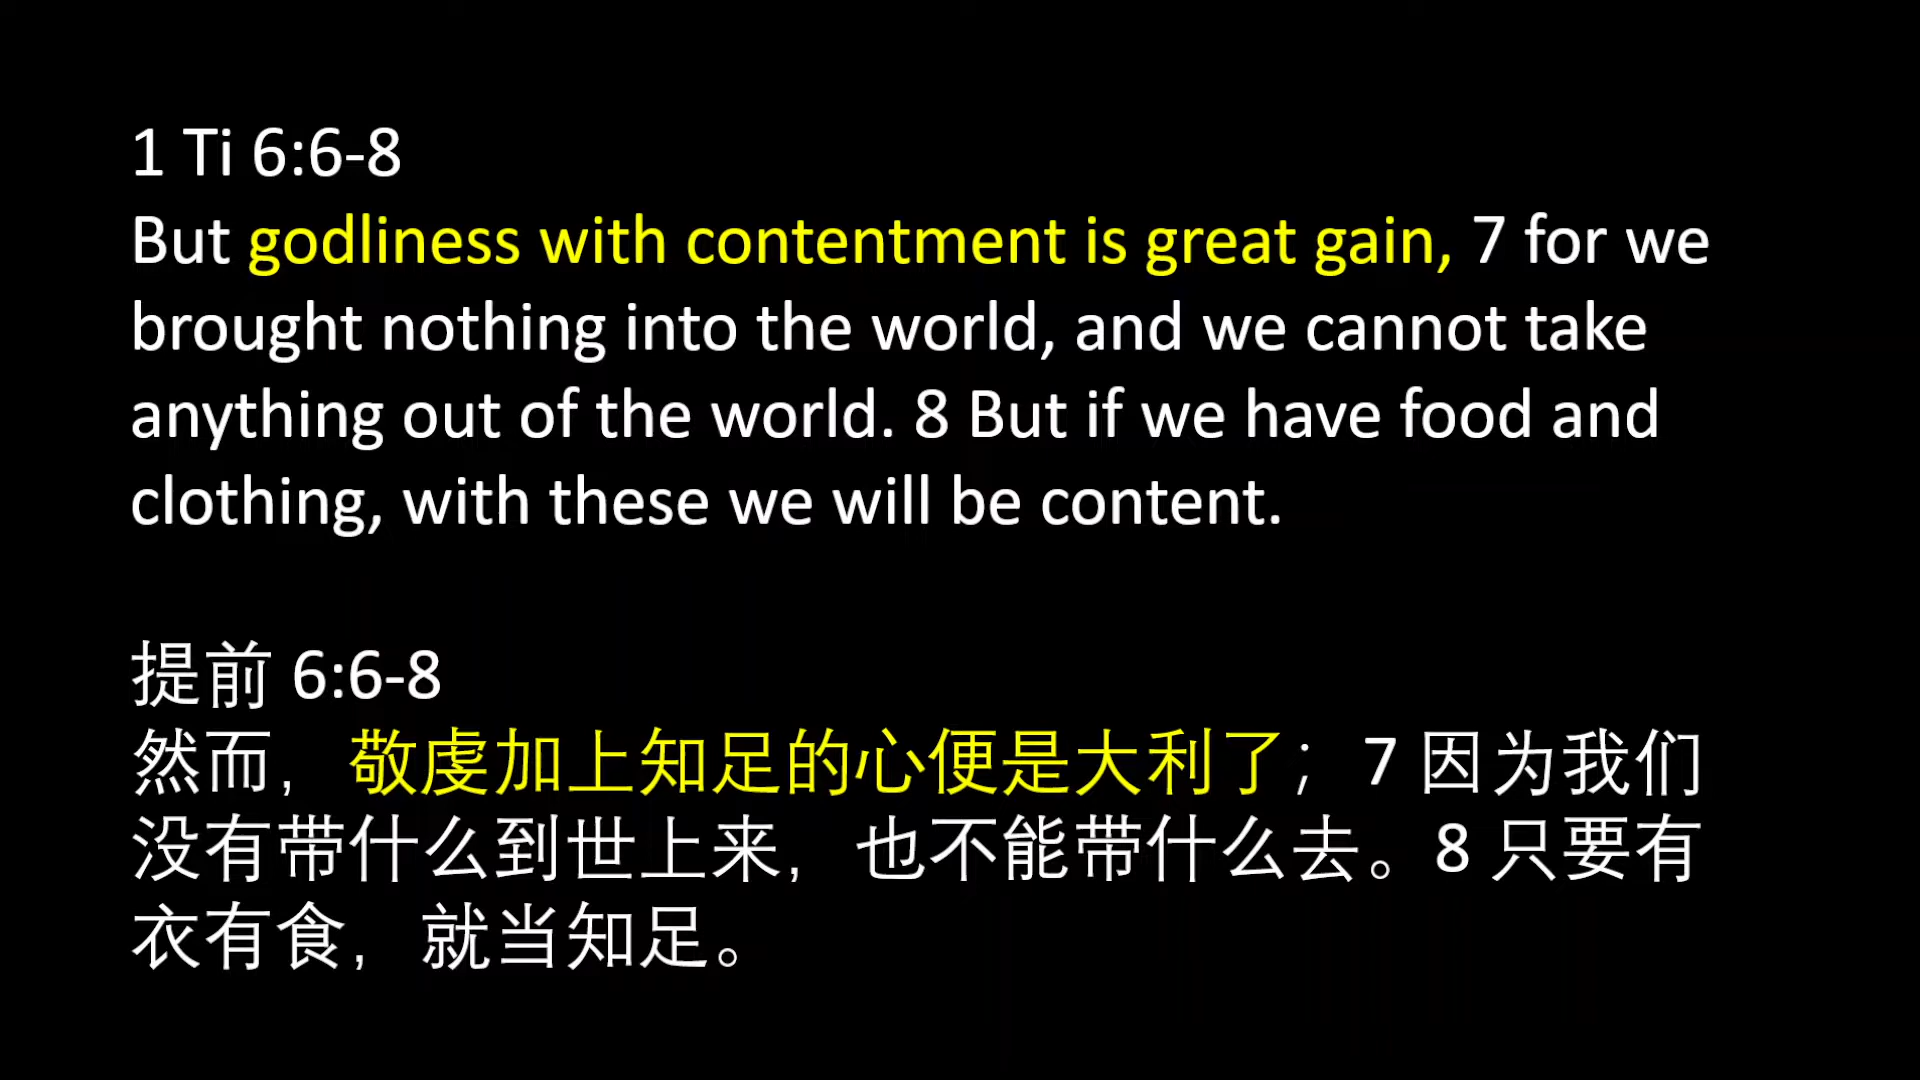 1 Ti 6:6-8
But godliness with contentment is great gain, 7 for we
brought nothing into the world, and we cannot take
anything out of the world. 8 But if we have food and
clothing, with these we will be content.
提前 6:6-8
然而，敬虔加上知足的心便是大利了；7 因为我们
没有带什么到世上来，也不能带什么去。8 只要有
衣有食，就当知足。